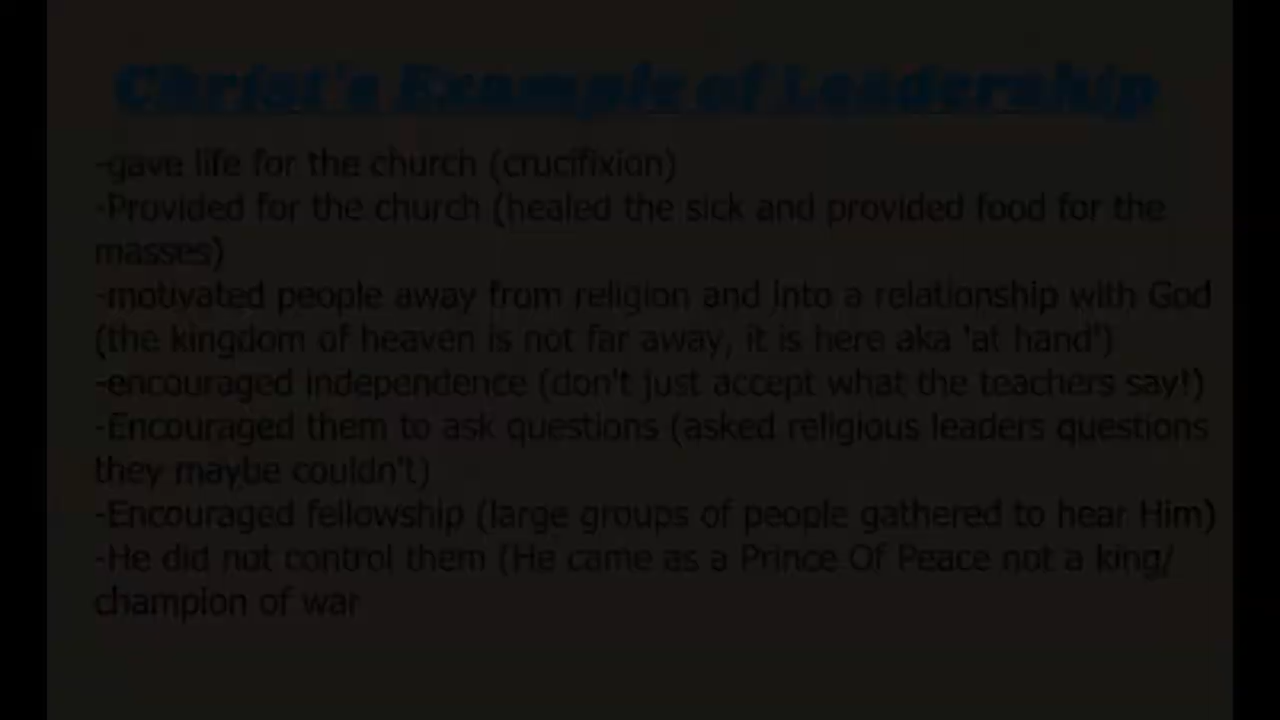 Christ's Example of Leadership
-gave life for the church (crucifixion)
-Provided for the church (healed the sick and provided food for the
masses)
-motivated people away from religion and into a relationship with God
(the kingdom of heaven is not far away, it is here aka 'at hand')
-encouraged independence (don't just accept what the teachers say!)
-Encouraged them to ask questions (asked religious leaders questions
they maybe couldn't)
-Encouraged fellowship (large groups of people gathered to hear Him)
-He did not control them (He came as a Prince Of Peace not a king/
champion of war